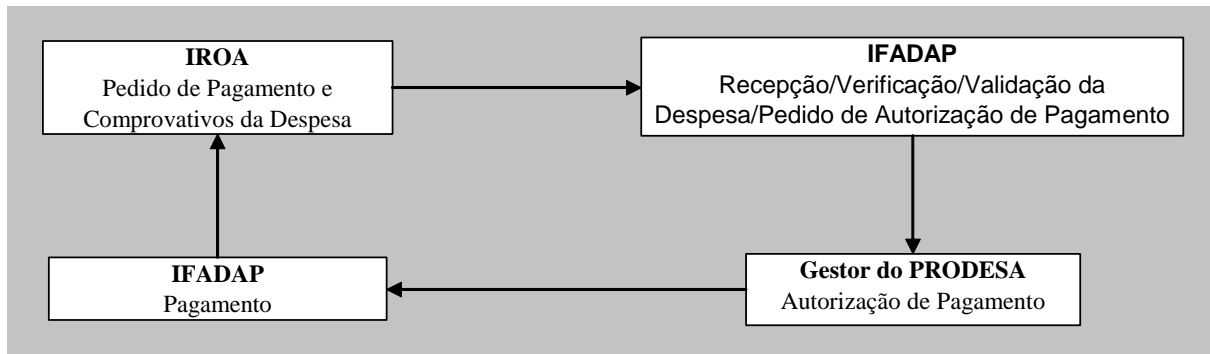 IROA
Pedido de Pagamento e
Comprovativos da Despesa
IFADAP
Recepção/Verificação/Validação da
Despesa/Pedido de Autorização de Pagamento
IFADAP
Pagamento
Gestor do PRODESA
Autorização de Pagamento